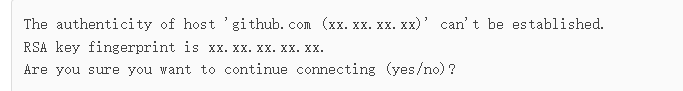 The authenticity of host 'github.com (xx.xx.xx.xx)' can't be established.
RSA key fingerprint is xx.xx.xx.xx.xx.
Are you sure you want to continue connecting (yes/no)?